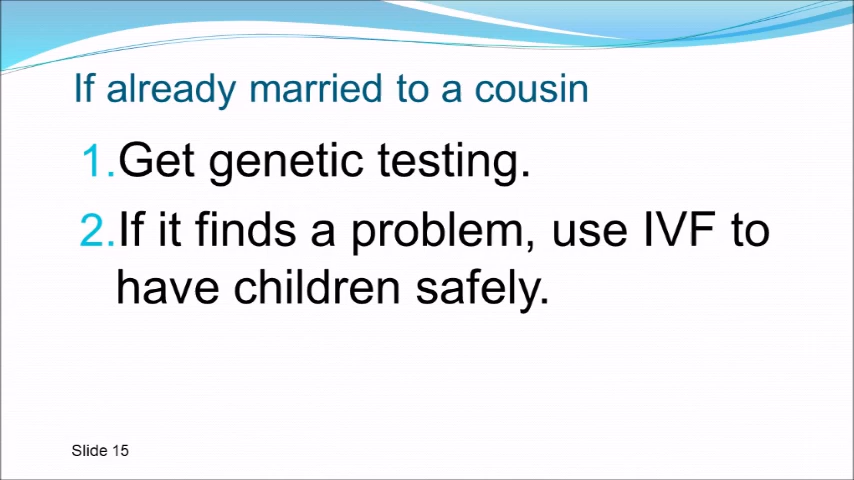 If already married to a cousin
1.Get genetic testing.
2.If it finds a problem, use IVF to
have children safely.
Slide 15